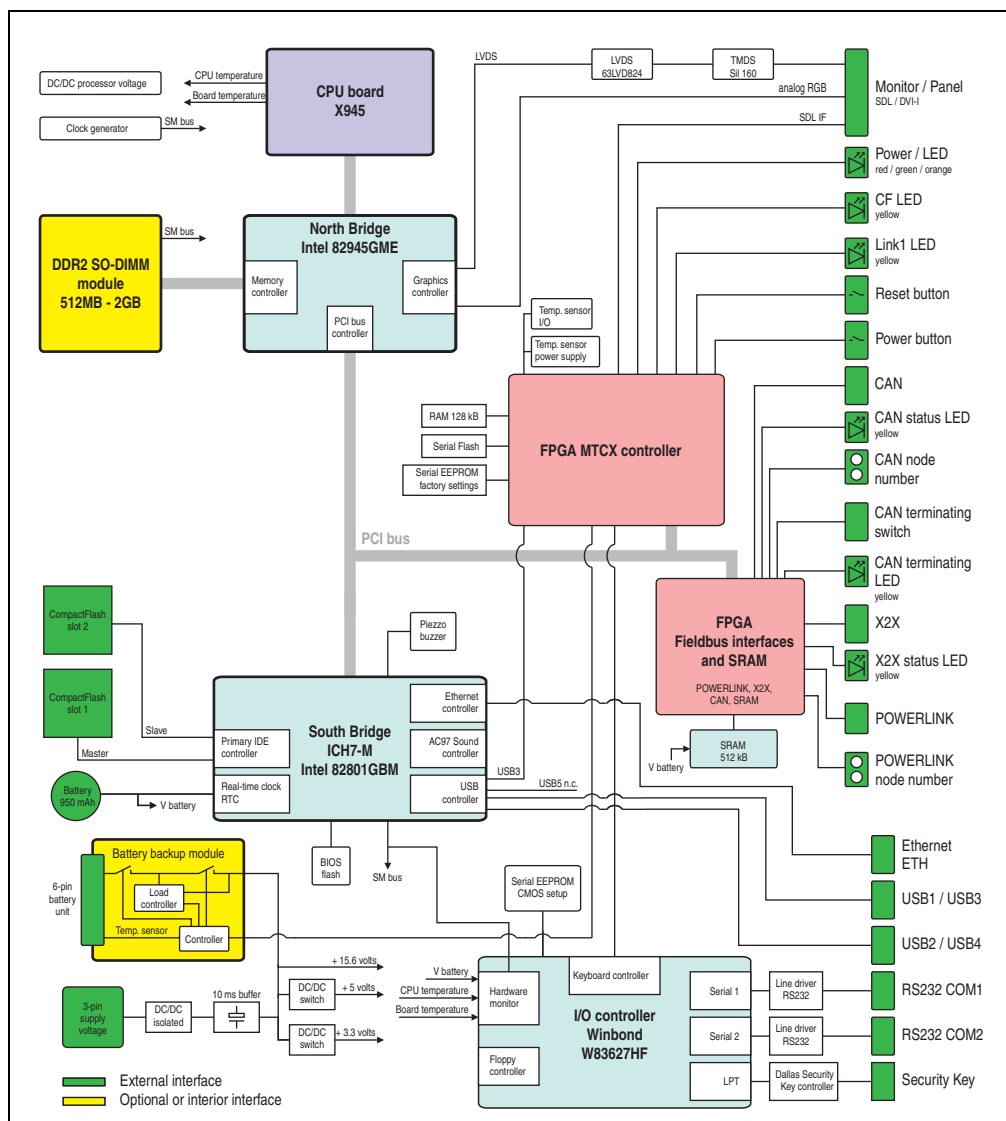 LVDS
LVDS
63LVD824
TMDS
Sil 160
Monitor / Panel
SDL / DVI-I
analog RGB
SDL IF
DC/DC processor voltage
CPU temperature
Board temperature
Clock generator
SM bus
CPU board
X945
Power / LED
red / green / orange
CF LED
yellow
Link1 LED
yellow
Reset button
Power button
DDR2 SO-DIMM
module
512MB - 2GB
SM bus
North Bridge
Intel 82945GME
Memory
controller
Graphics
controller
PCI bus
controller
Temp. sensor
I/O
Temp. sensor
power supply
CAN
CAN status LED
yellow
CAN node
number
CAN terminating
switch
CAN terminating
LED
yellow
X2X
X2X status LED
yellow
POWERLINK
POWERLINK
node number
RAM 128 kB
Serial Flash
Serial EEPROM
factory settings
FPGA MTCX controller
PCI bus
FPGA
Fieldbus interfaces
and SRAM
POWERLINK, X2X,
CAN, SRAM
V battery
SRAM
512 kB
CompactFlash
slot 2
CompactFlash
slot 1
Slave
Master
Piezzo
buzzer
South Bridge
ICH7-M
Intel 82801GBM
Primary IDE
controller
Real-time clock
RTC
Ethernet
controller
AC97 Sound
controller
USB
controller
USB3
USB5 n.c.
Battery
950 mAh
V battery
BIOS
flash
SM bus
Serial EEPROM
CMOS setup
Ethernet
ETH
USB1 / USB3
USB2 / USB4
Battery backup module
6-pin
battery
unit
Load
controller
Temp. sensor
Controller
+ 15.6 volts
DC/DC
switch
+ 5 volts
DC/DC
switch
+ 3.3 volts
3-pin
supply
voltage
DC/DC
isolated
10 ms buffer
V battery
CPU temperature
Board temperature
Hardware
monitor
Keyboard controller
I/O controller
Winbond
W83627HF
Floppy
controller
Serial 1
Line driver
RS232
RS232 COM1
Serial 2
Line driver
RS232
RS232 COM2
LPT
Dallas Security
Key controller
Security Key
External interface
Optional or interior interface